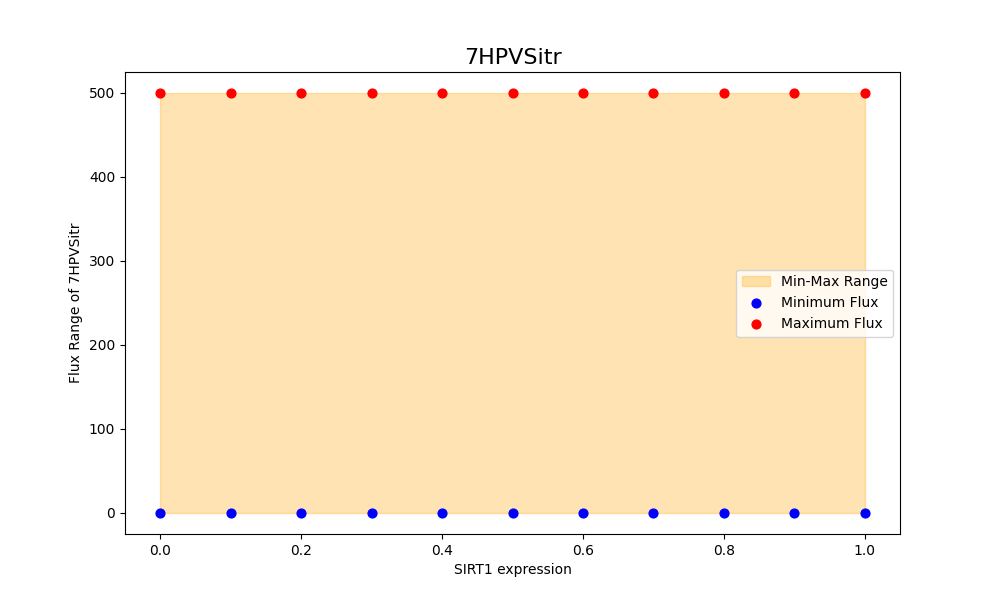 7HPVSitr
Flux Range of 7HPVSitr
500
400
300
200
100
0
Min-Max Range
Minimum Flux
Maximum Flux
0.0 0.2 0.4 0.6 0.8 1.0
SIRT1 expression